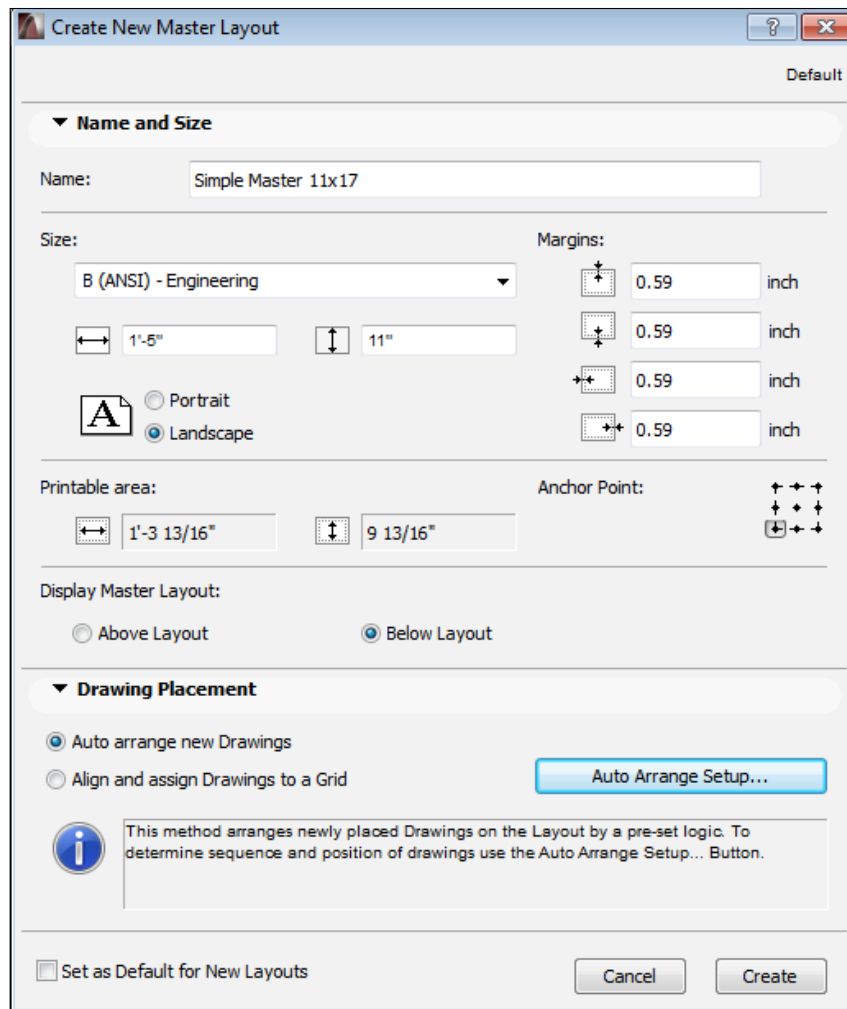 Create New Master Layout
Default
Name and Size
Name: Simple Master 11x17
Size: Margins:
B (ANSI) - Engineering 0.59 inch
1'-5" 11" 0.59 inch
Portrait 0.59 inch
A Landscape 0.59 inch
Printable area: Anchor Point:
1'-3 13/16" 9 13/16"
Display Master Layout:
Above Layout Below Layout
Drawing Placement
Auto arrange new Drawings
Align and assign Drawings to a Grid Auto Arrange Setup...
This method arranges newly placed Drawings on the Layout by a pre-set logic. To
determine sequence and position of drawings use the Auto Arrange Setup... Button.
Set as Default for New Layouts Cancel Create